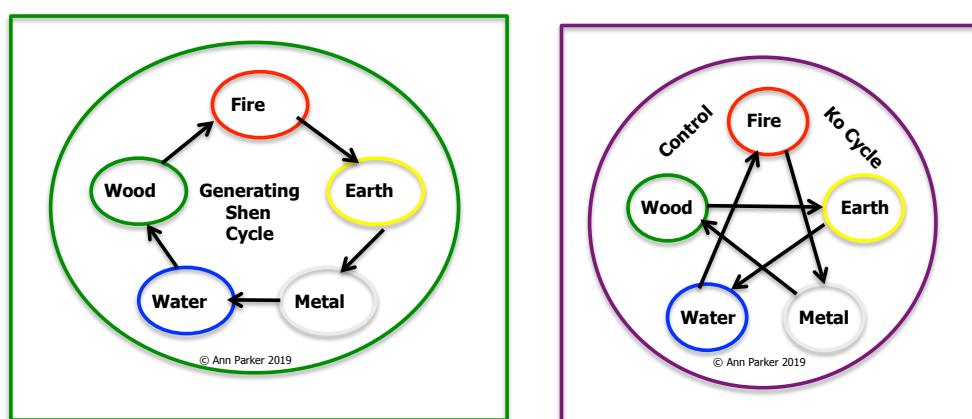 Fire
Wood
Generating
Shen
Cycle
Earth
Water
Metal
© Ann Parker 2019
Control
Fire
Ko Cycle
Wood
Earth
Water
Metal
© Ann Parker 2019